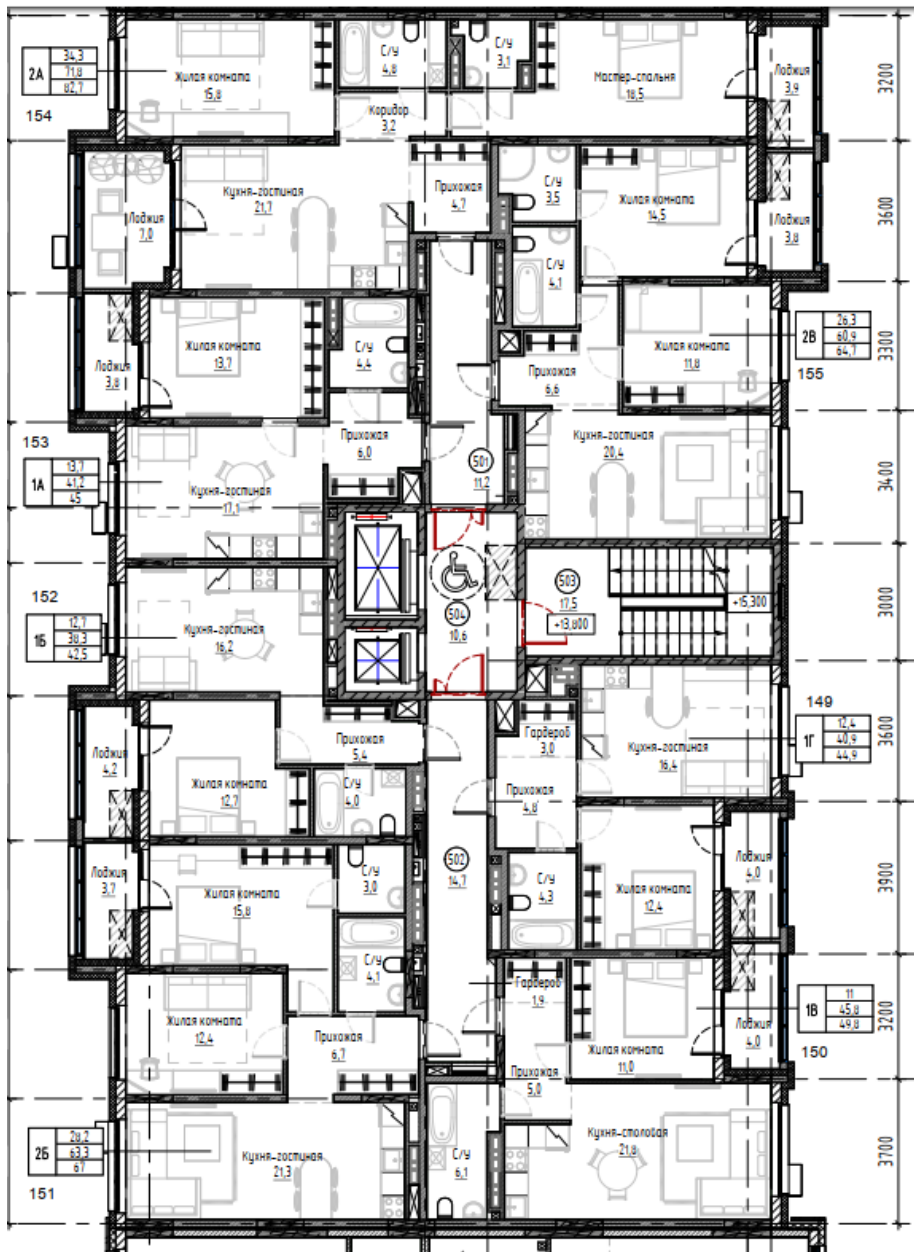 2А
34,3
71,8
82,7
154
Жилая комната
15,8
С/У
4,8
С/У
3,1
Мастер-спальня
18,5
Лоджия
3,9
3200
Коридор
3,2
Кухня-гостиная
21,7
Прихожая
4,7
Лоджия
7,0
С/У
3,5
Жилая комната
14,5
Лоджия
3,8
3600
С/У
4,1
Жилая комната
13,7
С/У
4,4
Лоджия
3,8
Прихожая
6,6
Жилая комната
11,8
2В
26,3
60,9
64,7
155
3300
153
1А
13,7
41,2
45
Прихожая
6,0
Кухня-гостиная
17,1
501
11,2
Кухня-гостиная
20,4
3400
152
1Б
12,7
38,3
42,5
Кухня-гостиная
16,2
504
10,6
503
17,5
+13,800
+15,300
3000
149
1Г
12,4
40,9
44,9
Гардероб
3,0
Кухня-гостиная
16,4
3600
Прихожая
5,4
Лоджия
4,2
Жилая комната
12,7
С/У
4,0
Прихожая
4,8
502
14,7
Лоджия
3,7
Жилая комната
15,8
С/У
3,0
С/У
4,3
Жилая комната
12,4
Лоджия
4,0
3900
С/У
4,1
Гардероб
1,9
Жилая комната
12,4
Прихожая
6,7
Жилая комната
11,0
Лоджия
4,0
1В
11
45,8
49,8
150
3200
Прихожая
5,0
2Б
28,2
63,3
67
151
Кухня-гостиная
21,3
С/У
6,1
Кухня-столовая
21,8
3700